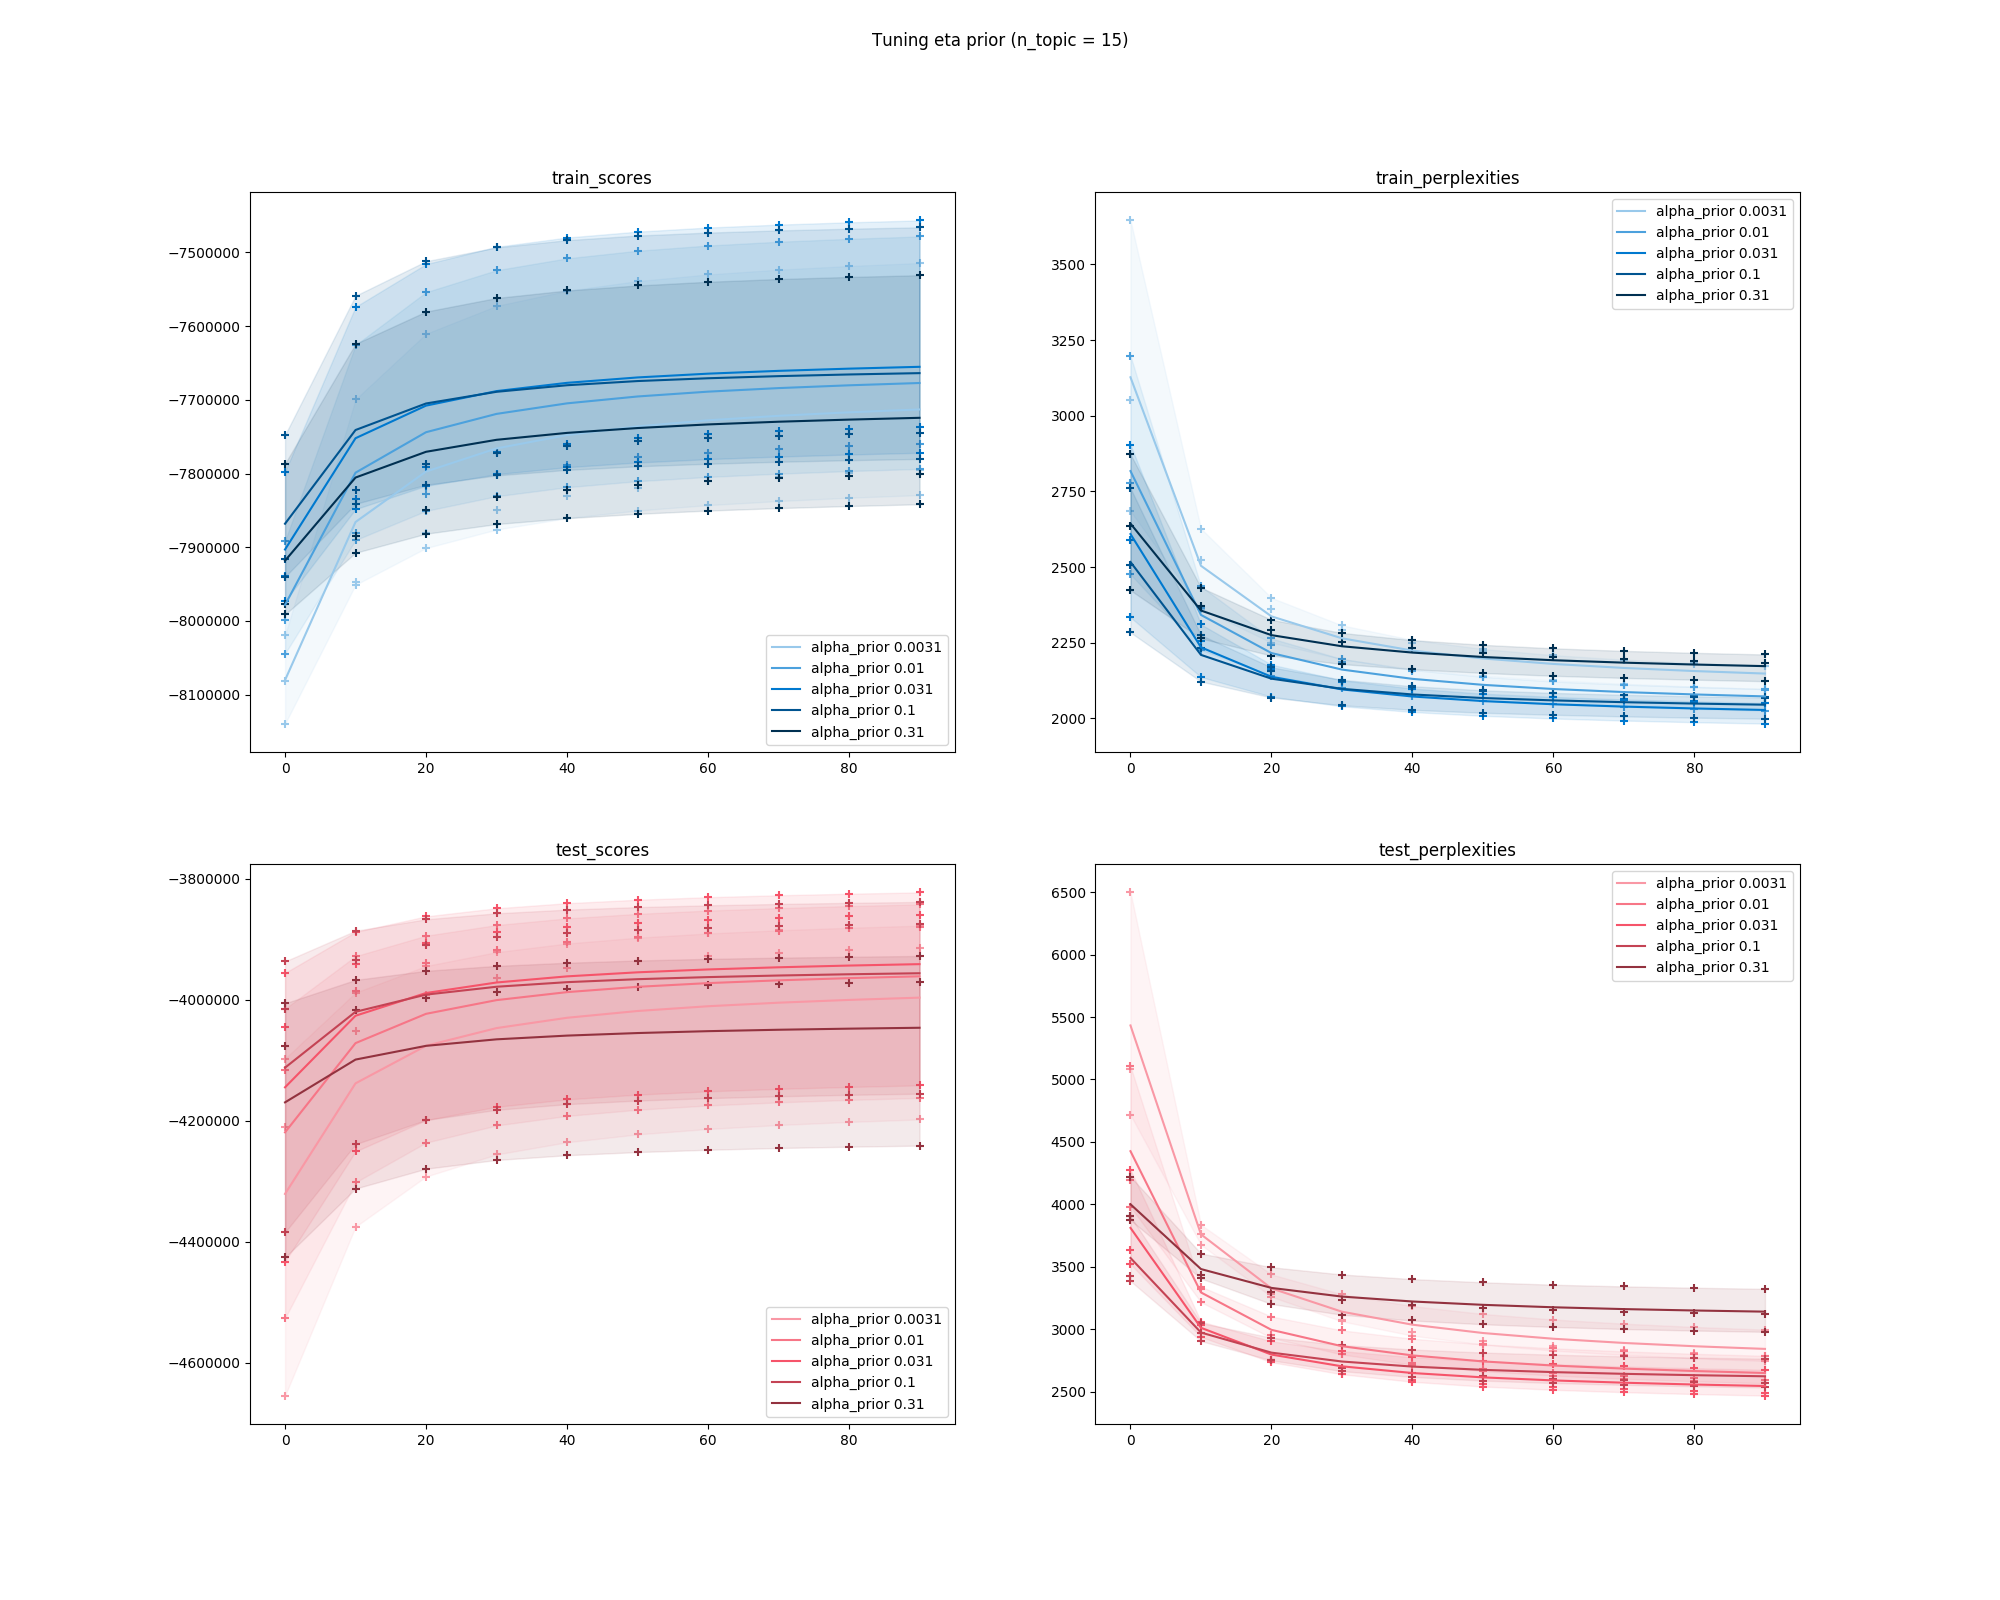 Tuning eta prior (n_topic = 15)
train_scores
−7500000
−7600000
−7700000
−7800000
−7900000
−8000000
−8100000
0 20 40 60 80
alpha_prior 0.0031
alpha_prior 0.01
alpha_prior 0.031
alpha_prior 0.1
alpha_prior 0.31
train_perplexities
3500
3250
3000
2750
2500
2250
2000
0 20 40 60 80
alpha_prior 0.0031
alpha_prior 0.01
alpha_prior 0.031
alpha_prior 0.1
alpha_prior 0.31
test_scores
−3800000
−4000000
−4200000
−4400000
−4600000
0 20 40 60 80
alpha_prior 0.0031
alpha_prior 0.01
alpha_prior 0.031
alpha_prior 0.1
alpha_prior 0.31
test_perplexities
6500
6000
5500
5000
4500
4000
3500
3000
2500
0 20 40 60 80
alpha_prior 0.0031
alpha_prior 0.01
alpha_prior 0.031
alpha_prior 0.1
alpha_prior 0.31